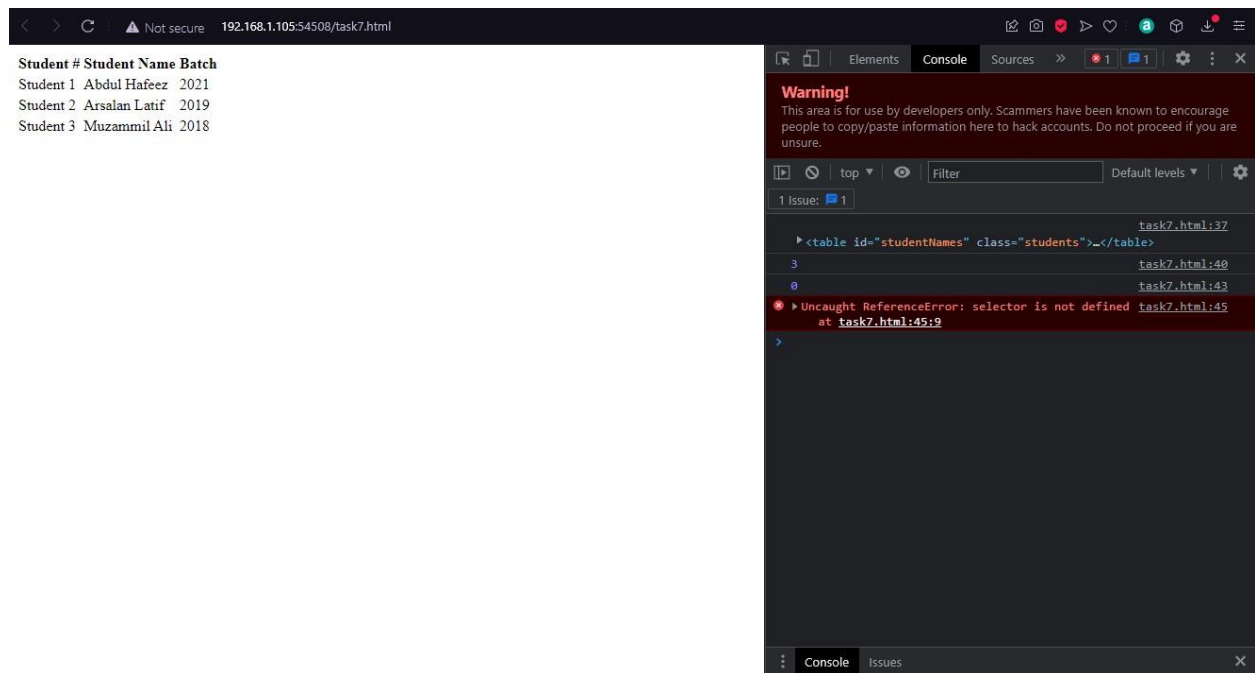 Not secure 192.168.1.105:54508/task7.html
Student # Student Name Batch
Student 1 Abdul Hafeez 2021
Student 2 Arsalan Latif 2019
Student 3 Muzammil Ali 2018
Elements Console Sources » 1 1
Warning!
This area is for use by developers only. Scammers have been known to encourage
people to copy/paste information here to hack accounts. Do not proceed if you are
unsure.
top Filter Default levels
1 Issue: 1
task7.html:37
<table id="studentNames" class="students">…</table>
3 task7.html:40
0 task7.html:43
Uncaught ReferenceError: selector is not defined task7.html:45
at task7.html:45:9
Console Issues